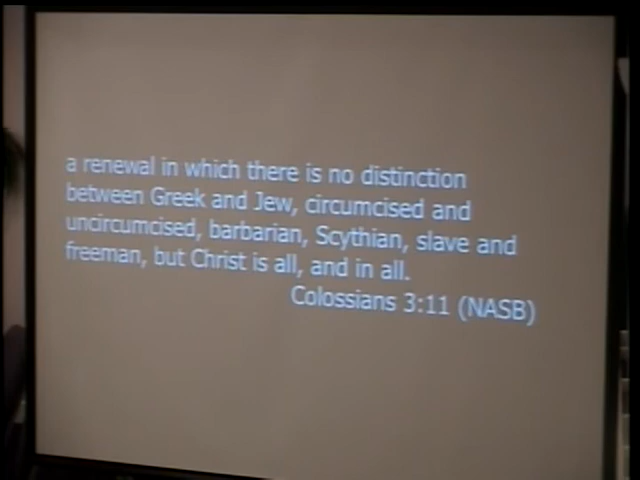 a renewal in which there is no distinction
between Greek and Jew, circumcised and
uncircumcised, barbarian, Scythian, slave and
freeman, but Christ is all, and in all.
Colossians 3:11 (NASB)